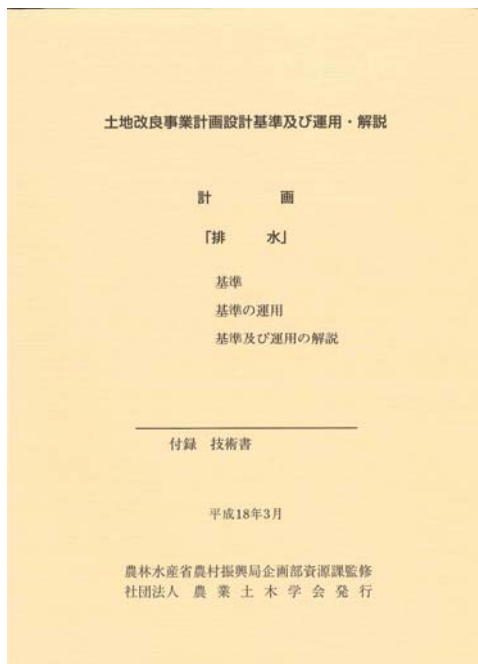 土地改良事業計画設計基準及び運用・解説
計　　画
「排　　水」
基準
基準の運用
基準及び運用の解説
付録　技術書
平成18年3月
農林水産省農村振興局企画部資源課監修
社団法人　農業土木学会発行